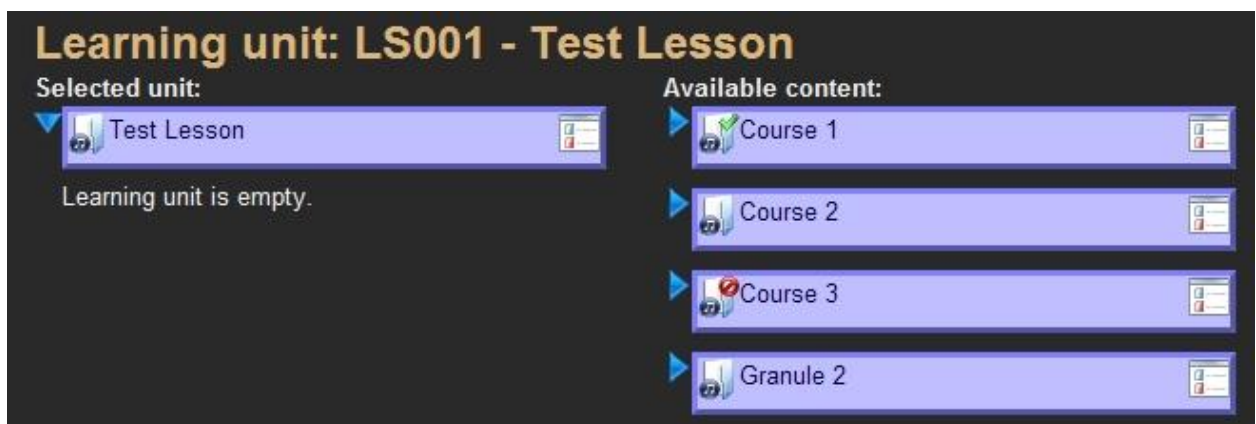 Learning unit: LS001 - Test Lesson
Selected unit:
Test Lesson
Learning unit is empty.
Available content:
Course 1
Course 2
Course 3
Granule 2